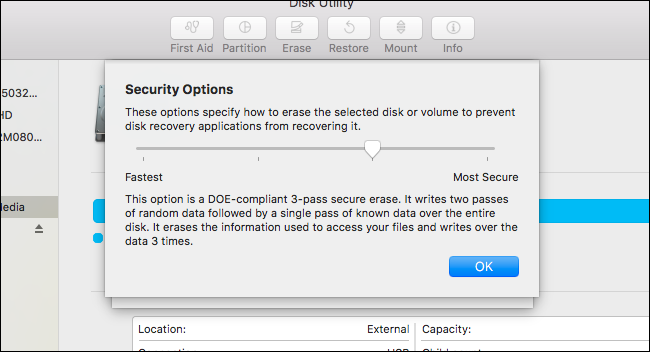 Disk Utility
First Aid Partition Erase Restore Mount Info
5032...
HD
RM080...
edia
Security Options
These options specify how to erase the selected disk or volume to prevent
disk recovery applications from recovering it.
Fastest Most Secure
This option is a DOE-compliant 3-pass secure erase. It writes two passes
of random data followed by a single pass of known data over the entire
disk. It erases the information used to access your files and writes over the
data 3 times.
OK
Location: External Capacity: